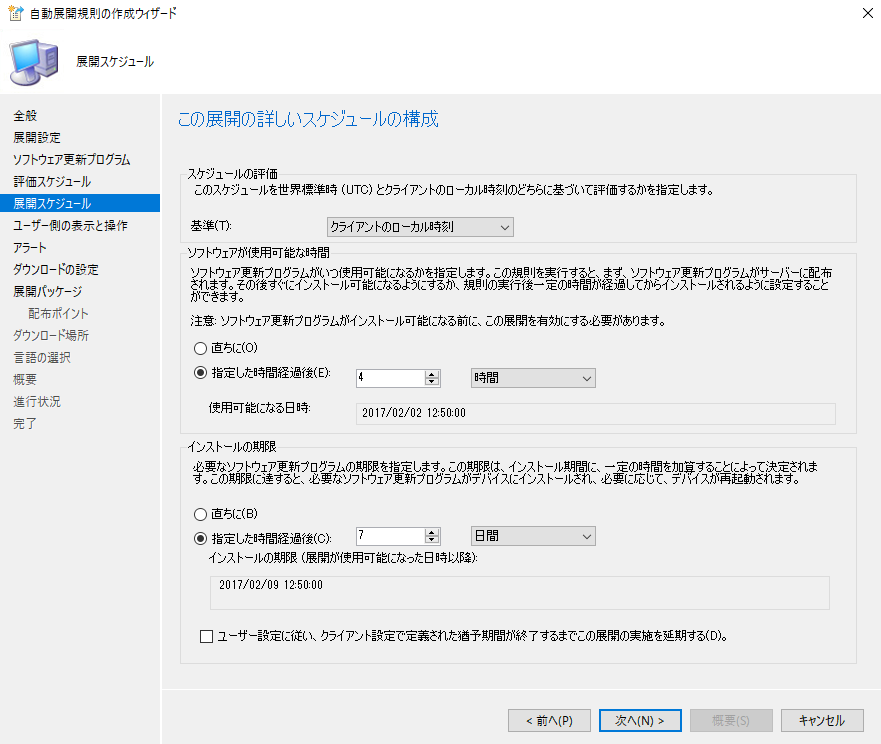 自動展開規則の作成ウィザード
展開スケジュール
全般
展開設定
ソフトウェア更新プログラム
評価スケジュール
展開スケジュール
ユーザー側の表示と操作
アラート
ダウンロードの設定
展開パッケージ
配布ポイント
ダウンロード場所
言語の選択
概要
進行状況
完了
この展開の詳しいスケジュールの構成
スケジュールの評価
このスケジュールを世界標準時 (UTC) とクライアントのローカル時刻のどちらに基づいて評価するかを指定します。
基準(T):
クライアントのローカル時刻
ソフトウェアが使用可能な時間
ソフトウェア更新プログラムがいつ使用可能になるかを指定します。この規則を実行すると、まず、ソフトウェア更新プログラムがサーバーに配布
されます。その後すぐにインストール可能になるようにするか、規則の実行後一定の時間が経過してからインストールされるように設定すること
ができます。
注意: ソフトウェア更新プログラムがインストール可能になる前に、この展開を有効にする必要があります。
直ちに(O)
指定した時間経過後(E):
4
時間
使用可能になる日時:
2017/02/02 12:50:00
インストールの期限
必要なソフトウェア更新プログラムの期限を指定します。この期限は、インストール期間に、一定の時間を加算することによって決定されま
す。この期限に達すると、必要なソフトウェア更新プログラムがデバイスにインストールされ、必要に応じて、デバイスが再起動されます。
直ちに(B)
指定した時間経過後(C):
7
日間
インストールの期限 (展開が使用可能になった日時以降):
2017/02/09 12:50:00
ユーザー設定に従い、クライアント設定で定義された猶予期間が終了するまでこの展開の実施を延期する(D)。
< 前へ(P)
次へ(N) >
概要(S)
キャンセル